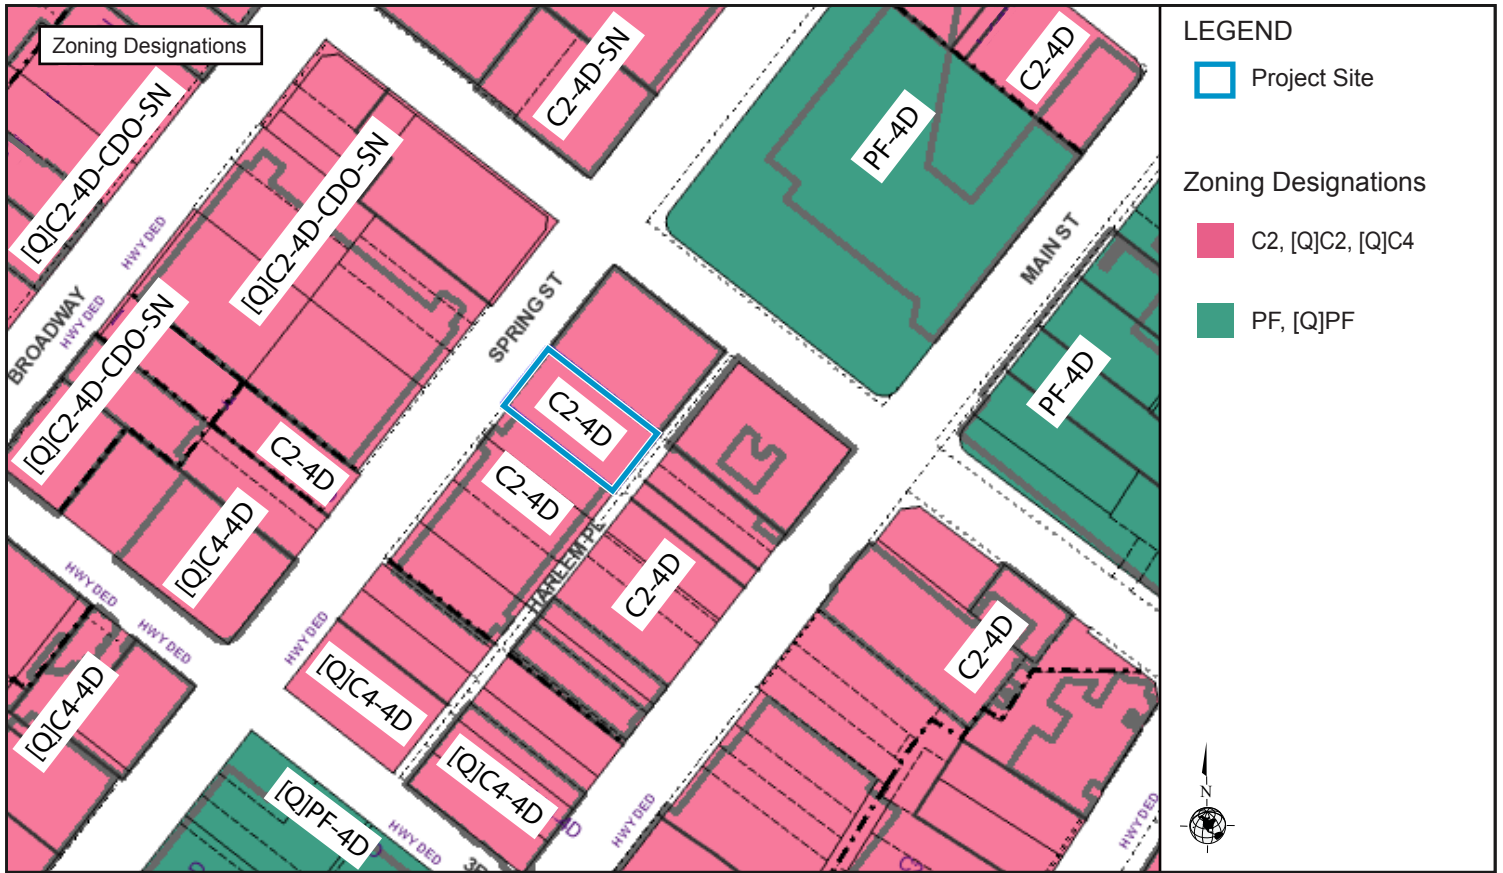 Zoning Designations
[Q]C2-4D-CDO-SN
[Q]C2-4D-CDO-SN
[Q]C2-4D-CDO-SN
C2-4D-SN
C2-4D
PF-4D
PF-4D
BROADWAY
HWY DED
HWY DED
SPRING ST
MAIN ST
C2-4D
C2-4D
C2-4D
C2-4D
C2-4D
HARLEM PL
[Q]C4-4D
[Q]C4-4D
[Q]C4-4D
[Q]C4-4D
[Q]PF-4D
HWY DED
HWY DED
HWY DED
HWY DED
HWY DED
HWY DED
LEGEND
Project Site
Zoning Designations
C2, [Q]C2, [Q]C4
PF, [Q]PF
N